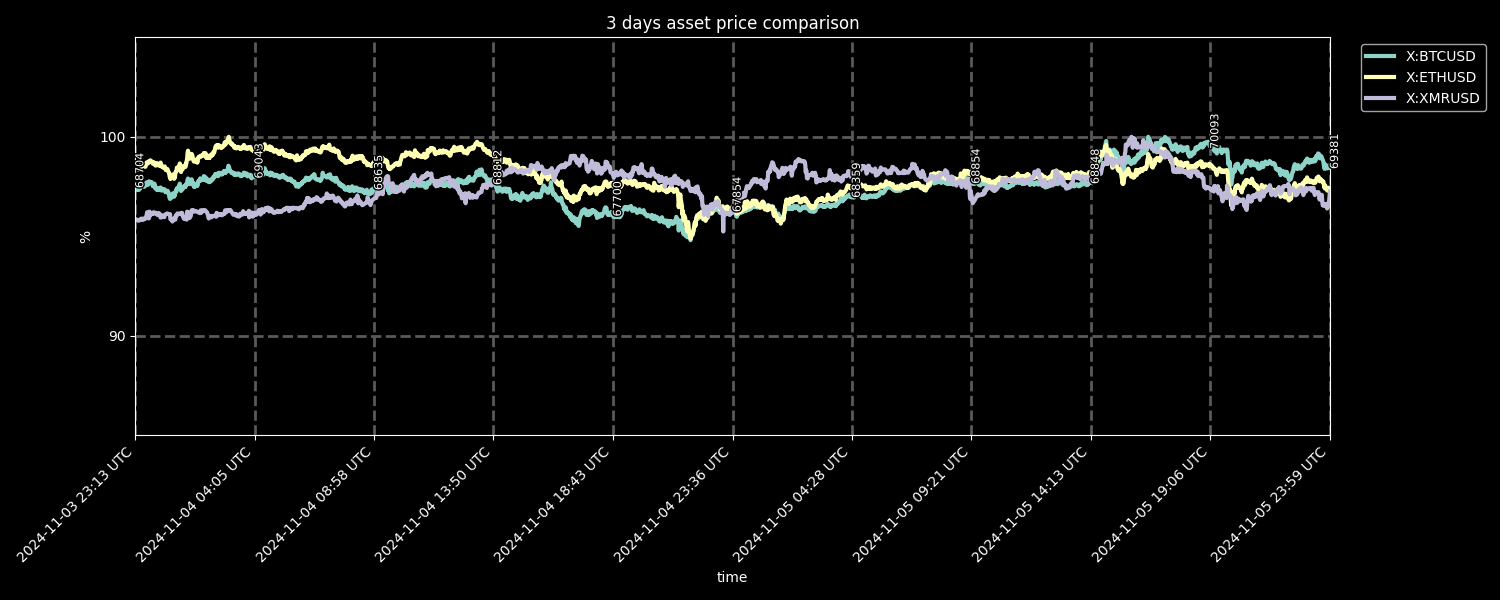 3 days asset price comparison
X:BTCUSD
X:ETHUSD
X:XMRUSD
100
90
%
68704
69043
68635
68812
67700
67854
68359
68854
68848
70093
69381
2024-11-03 23:13 UTC
2024-11-04 04:05 UTC
2024-11-04 08:58 UTC
2024-11-04 13:50 UTC
2024-11-04 18:43 UTC
2024-11-04 23:36 UTC
2024-11-05 04:28 UTC
2024-11-05 09:21 UTC
2024-11-05 14:13 UTC
2024-11-05 19:06 UTC
2024-11-05 23:59 UTC
time